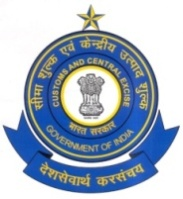 सीमा शुल्क एवं केन्द्रीय उत्पाद शुल्क
CUSTOMS AND CENTRAL EXCISE
भारत सरकार
GOVERNMENT OF INDIA
देशसेवार्थ करसंचय